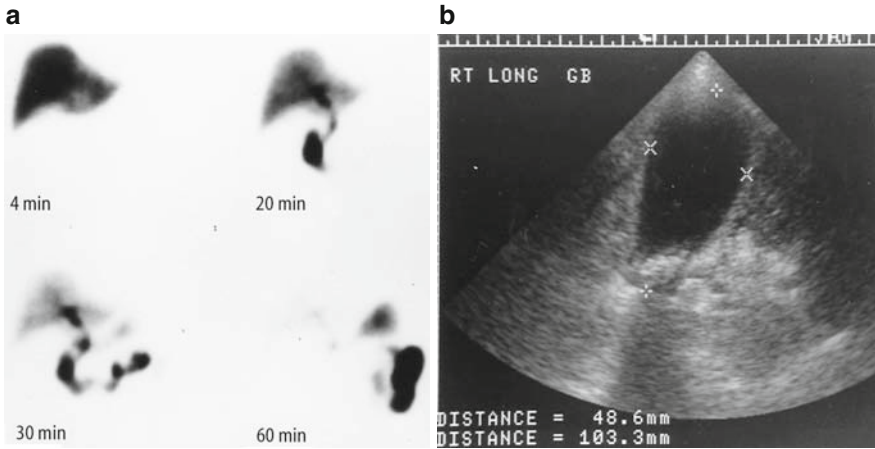 a
4 min
20 min
30 min
60 min
b
RT LONG GB
DISTANCE = 48.6mm
DISTANCE = 103.3mm